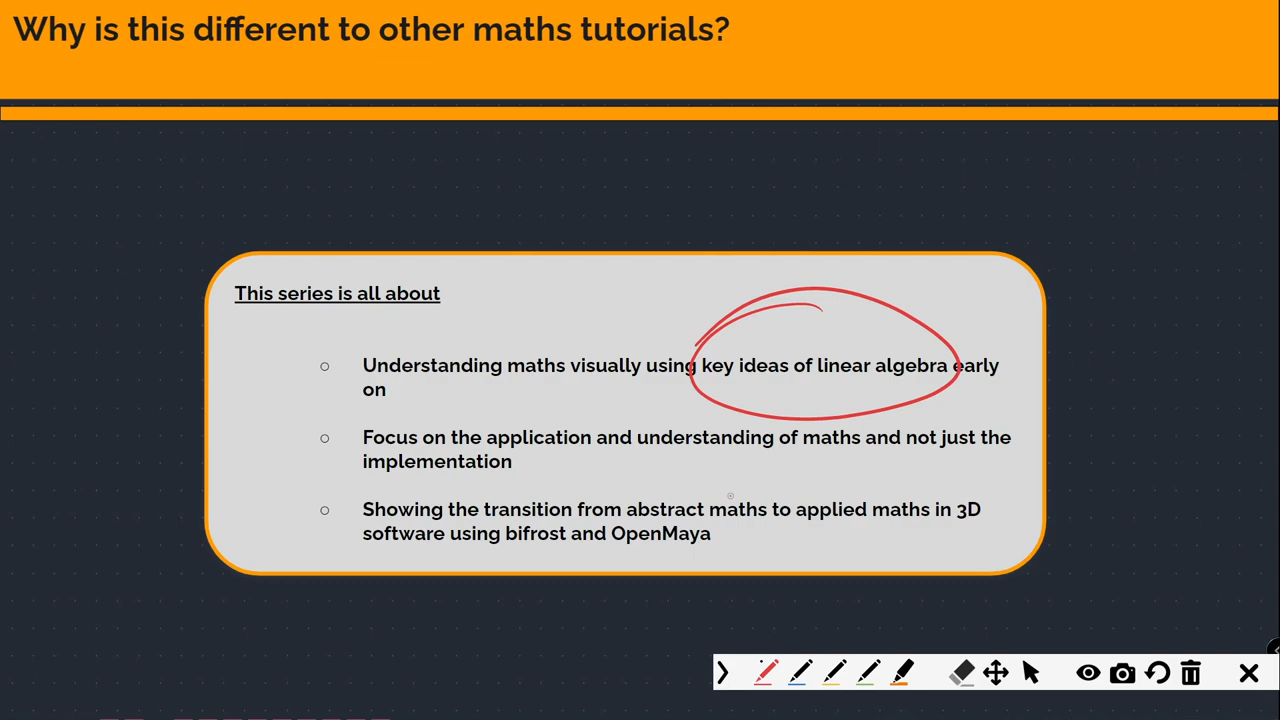 Why is this different to other maths tutorials?
This series is all about
○ Understanding maths visually using key ideas of linear algebra early
on
○ Focus on the application and understanding of maths and not just the
implementation
○ Showing the transition from abstract maths to applied maths in 3D
software using bifrost and OpenMaya